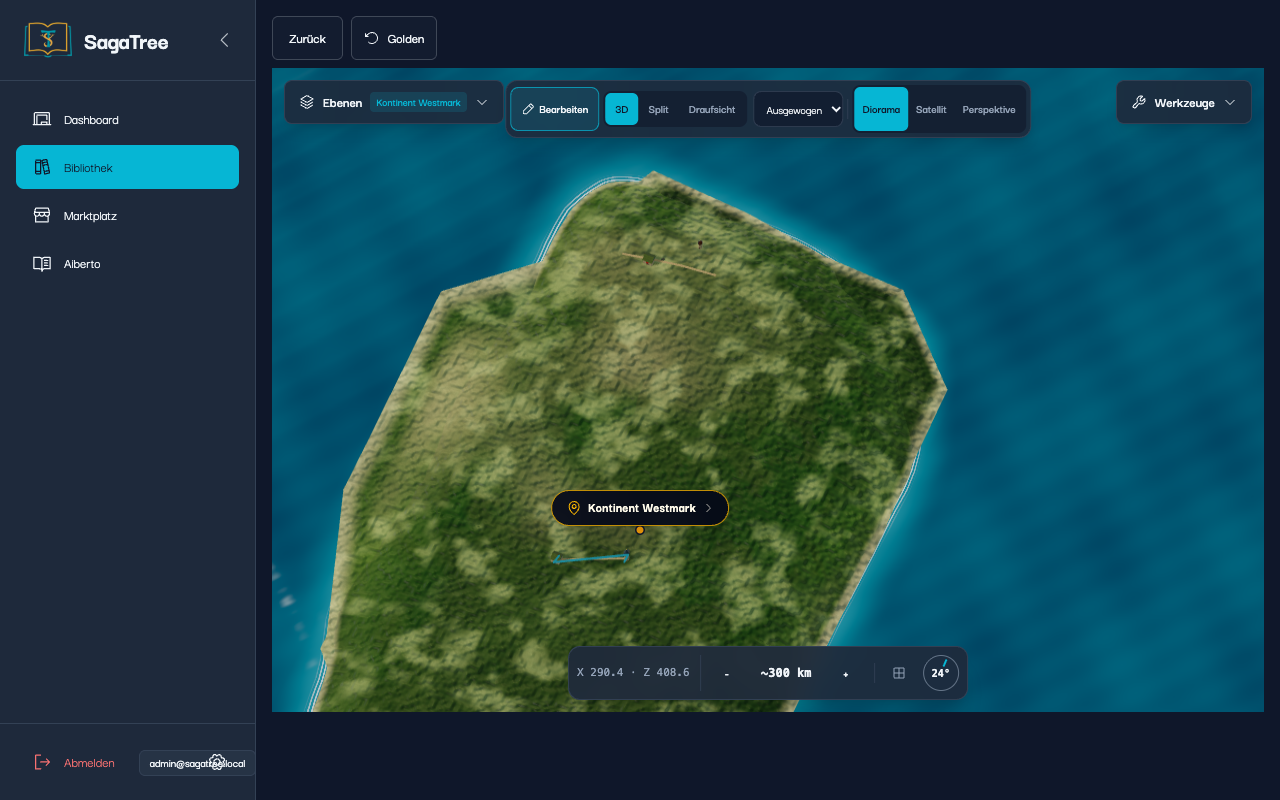 SagaTree
Zurück
Golden
Dashboard
Bibliothek
Marktplatz
Alberto
Ebenen Kontinent Westmark
Bearbeiten
3D Split Draufsicht
Ausgewogen
Diorama Satellit Perspektive
Werkzeuge
Kontinent Westmark
X 290.4 · Z 408.6 - ~300 km + 24°
Abmelden